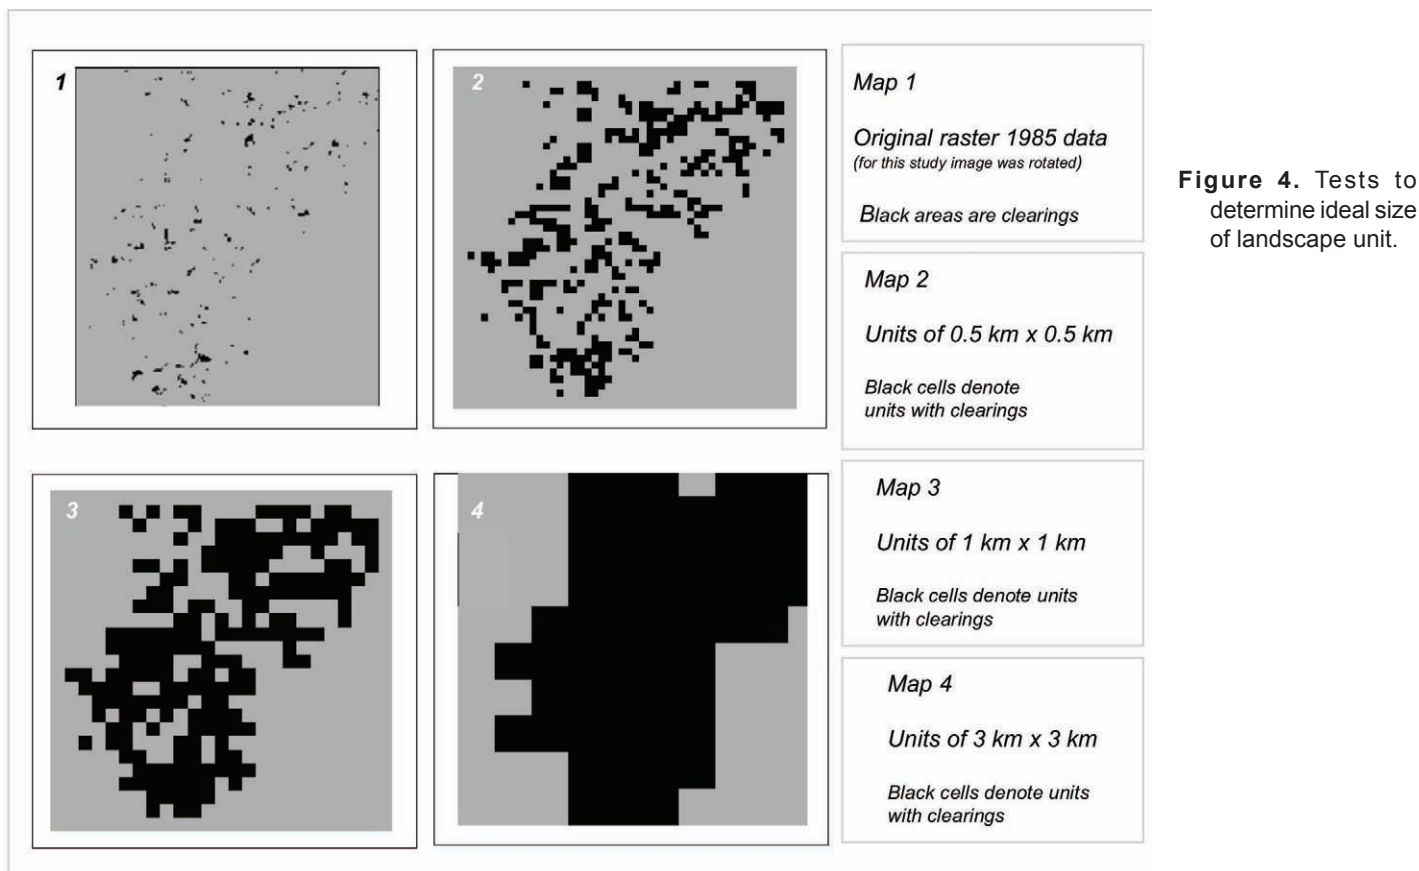 1
2
3
4
Map 1
Original raster 1985 data
(for this study image was rotated)
Black areas are clearings
Map 2
Units of 0.5 km x 0.5 km
Black cells denote
units with clearings
Map 3
Units of 1 km x 1 km
Black cells denote units
with clearings
Map 4
Units of 3 km x 3 km
Black cells denote units
with clearings
Figure 4. Tests to
determine ideal size
of landscape unit.